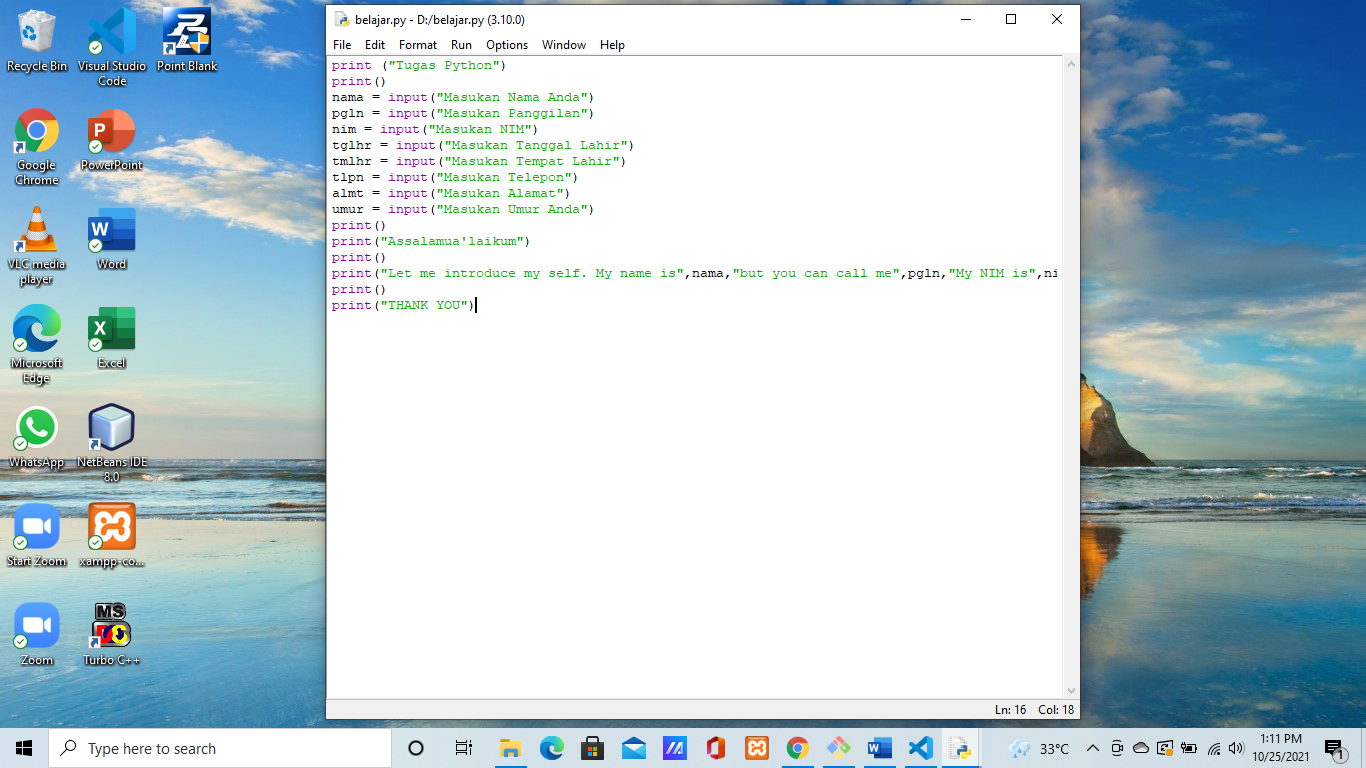 Recycle Bin
Visual Studio
Code
Point Blank
Google
Chrome
PowerPoint
VLC media
player
Word
Microsoft
Edge
Excel
WhatsApp
NetBeans IDE
8.0
Start Zoom
xampp-co...
Zoom
MS
Turbo C++
belajar.py - D:/belajar.py (3.10.0)
File Edit Format Run Options Window Help
print ("Tugas Python")
print()
nama = input("Masukan Nama Anda")
pgln = input("Masukan Panggilan")
nim = input("Masukan NIM")
tglhr = input("Masukan Tanggal Lahir")
tmlhr = input("Masukan Tempat Lahir")
tlpn = input("Masukan Telepon")
almt = input("Masukan Alamat")
umur = input("Masukan Umur Anda")
print()
print("Assalamua'laikum")
print()
print("Let me introduce my self. My name is",nama,"but you can call me",pgln,"My NIM is",ni
print()
print("THANK YOU")
Ln: 16 Col: 18
Type here to search
33°C
1:11 PM
10/25/2021
1